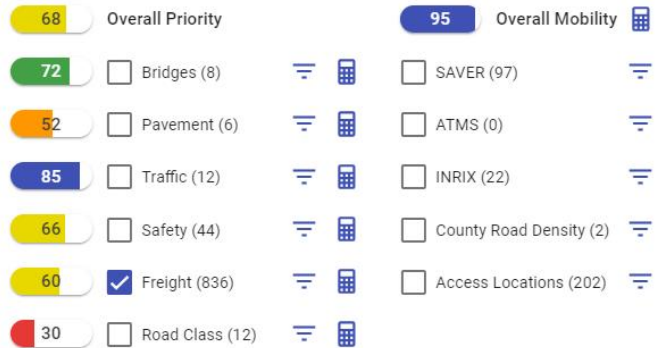 68 Overall Priority
72 Bridges (8)
52 Pavement (6)
85 Traffic (12)
66 Safety (44)
60 Freight (836)
30 Road Class (12)
95 Overall Mobility
SAVER (97)
ATMS (0)
INRIX (22)
County Road Density (2)
Access Locations (202)